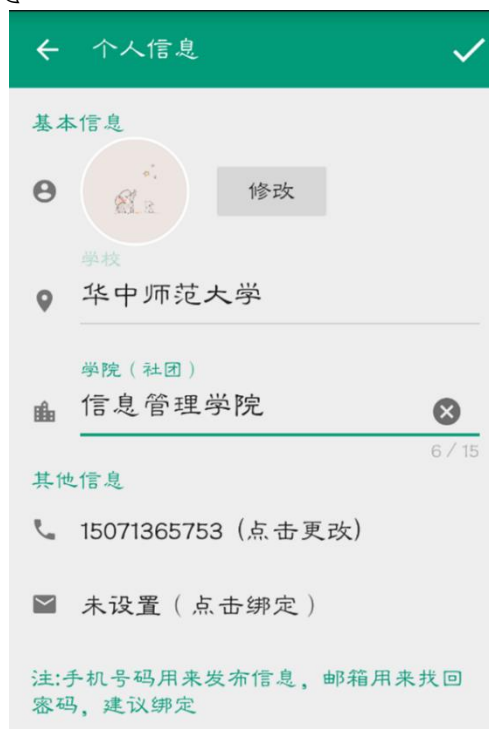 个人信息
基本信息
修改
学校
华中师范大学
学院（社团）
信息管理学院
6 / 15
其他信息
15071365753 (点击更改)
未设置（点击绑定）
注:手机号码用来发布信息，邮箱用来找回
密码，建议绑定